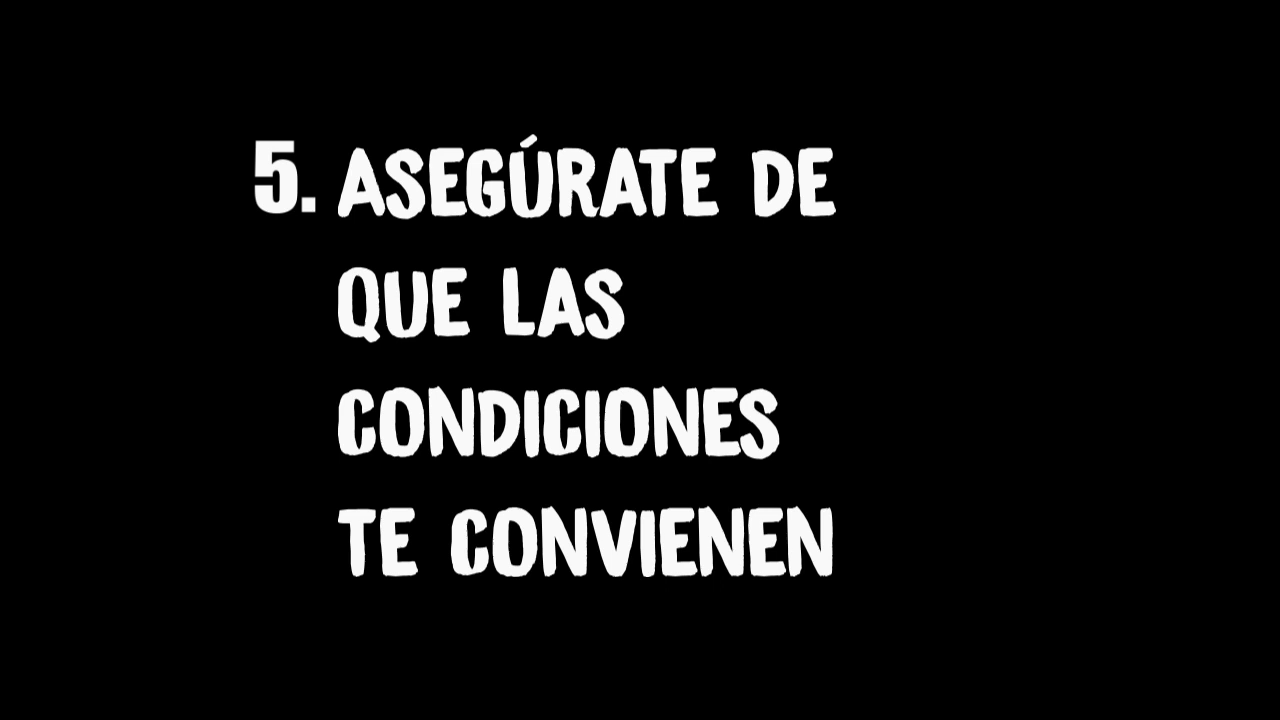 5. ASEGÚRATE DE
QUE LAS
CONDICIONES
TE CONVIENEN